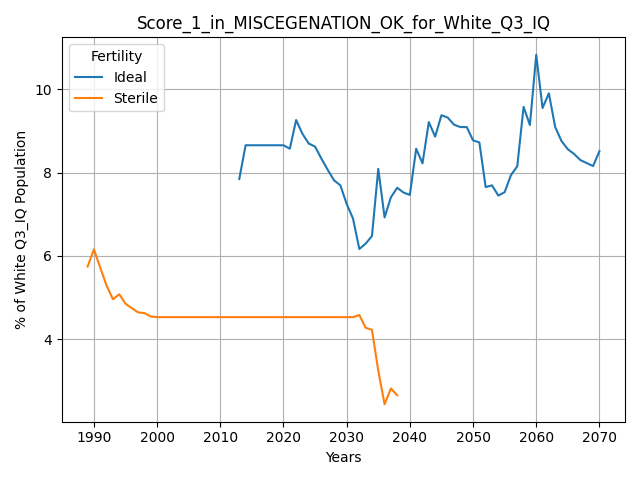 Score_1_in_MISCEGENATION_OK_for_White_Q3_IQ
Fertility
Ideal
Sterile
% of White Q3_IQ Population
10
8
6
4
1990 2000 2010 2020 2030 2040 2050 2060 2070
Years